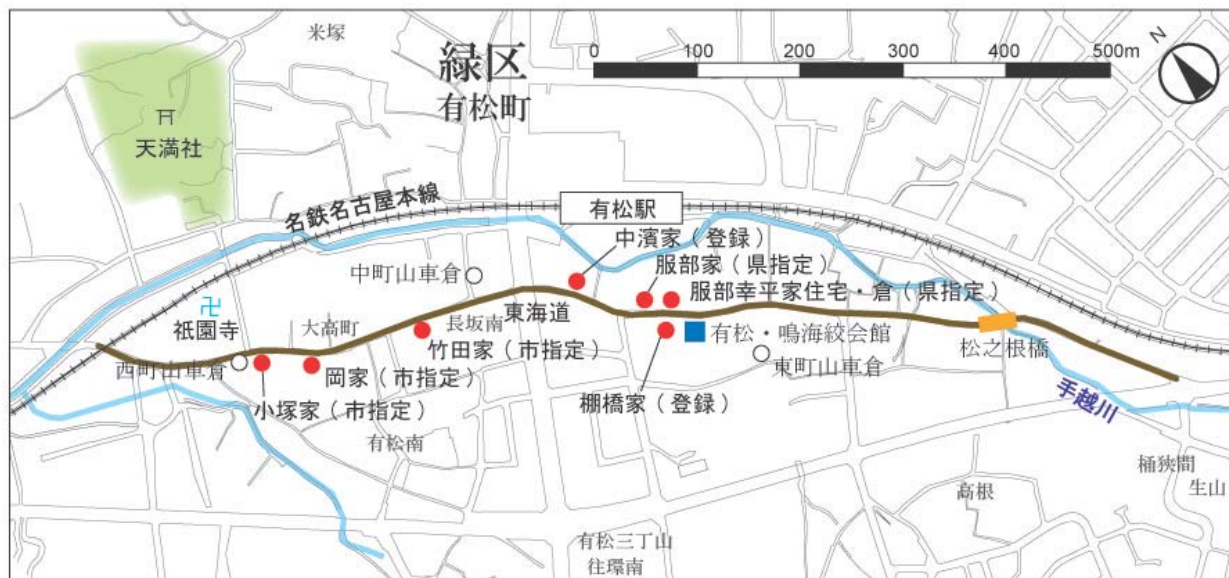 米塚
緑区
有松町
0 100 200 300 400 500m
N
天満社
名鉄名古屋本線
有松駅
中濱家（登録）
服部家（県指定）
中町山車倉
服部幸平家住宅・倉（県指定）
卍
祇園寺
大高町
長坂南
東海道
有松・鳴海絞会館
松之根橋
西町山車倉
竹田家（市指定）
東町山車倉
岡家（市指定）
小塚家（市指定）
棚橋家（登録）
手越川
有松南
桶狭間
生山
高根
有松三丁山
往環南